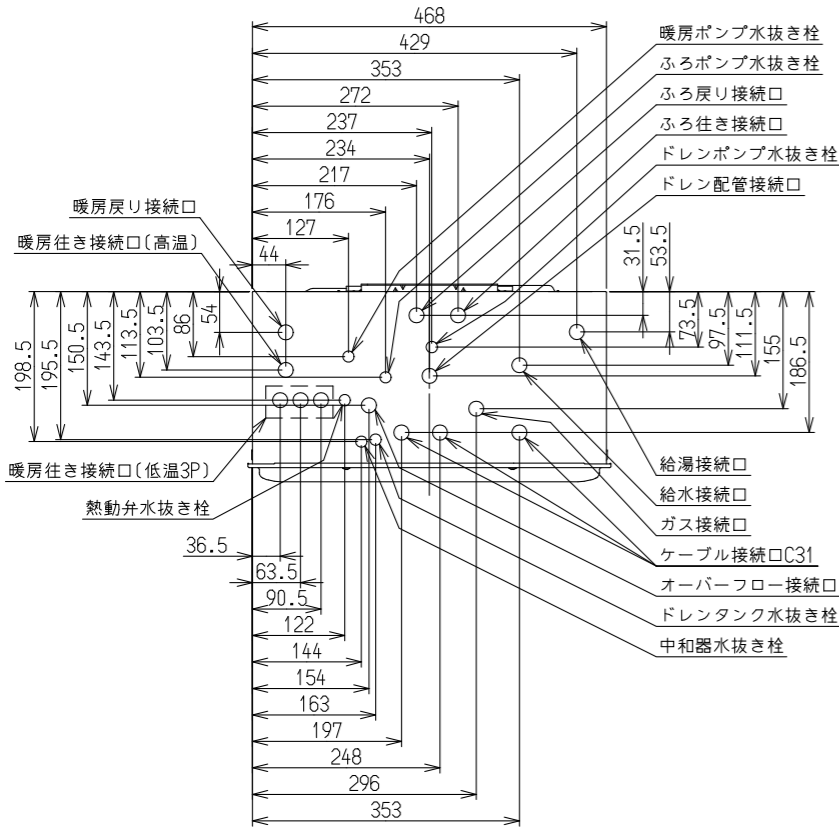 468
429
353
272
237
234
217
176
127
44
暖房ポンプ水抜き栓
ふろポンプ水抜き栓
ふろ戻り接続口
ふろ往き接続口
ドレンポンプ水抜き栓
ドレン配管接続口
暖房戻り接続口
暖房往き接続口(高温)
198.5
195.5
150.5
143.5
113.5
103.5
86
54
31.5
53.5
73.5
97.5
111.5
155
186.5
暖房往き接続口(低温3P)
熱動弁水抜き栓
給湯接続口
給水接続口
ガス接続口
ケーブル接続口C31
オーバーフロー接続口
ドレンタンク水抜き栓
中和器水抜き栓
36.5
63.5
90.5
122
144
154
163
197
248
296
353